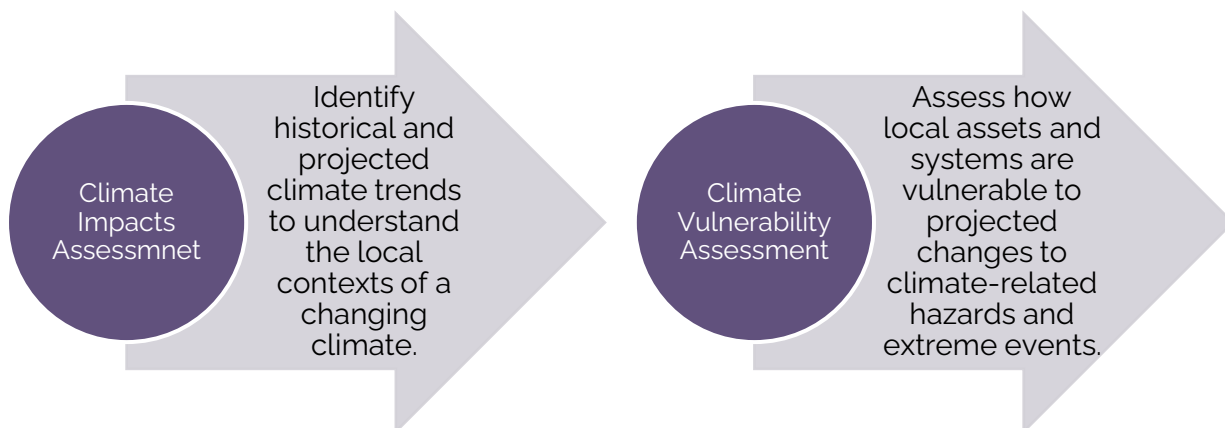 Climate
Impacts
Assessmnet
Identify
historical and
projected
climate trends
to understand
the local
contexts of a
changing
climate.
Climate
Vulnerability
Assessment
Assess how
local assets and
systems are
vulnerable to
projected
changes to
climate-related
hazards and
extreme events.